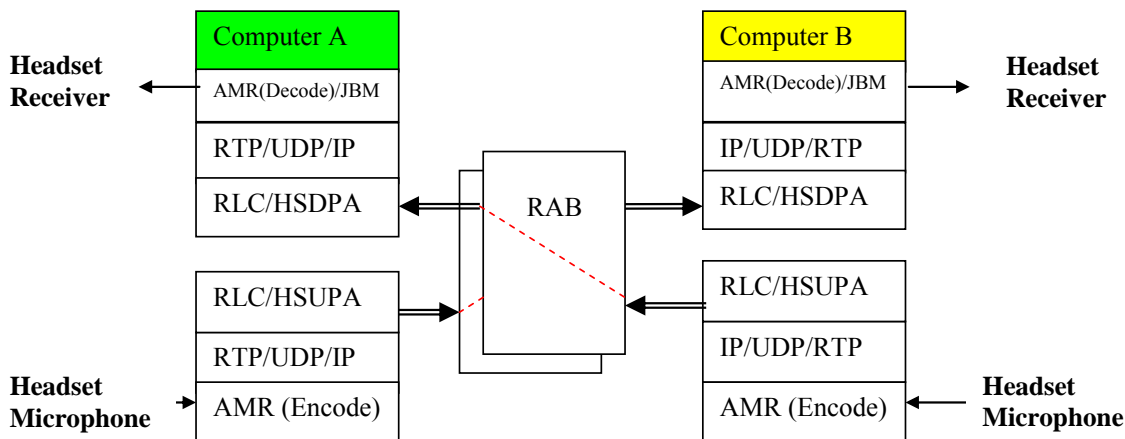 Computer A
Computer B
Headset
Receiver
AMR(Decode)/JBM
AMR(Decode)/JBM
Headset
Receiver
RTP/UDP/IP
IP/UDP/RTP
RLC/HSDPA
RAB
RLC/HSDPA
RLC/HSUPA
RLC/HSUPA
RTP/UDP/IP
IP/UDP/RTP
Headset
Microphone
AMR (Encode)
AMR (Encode)
Headset
Microphone